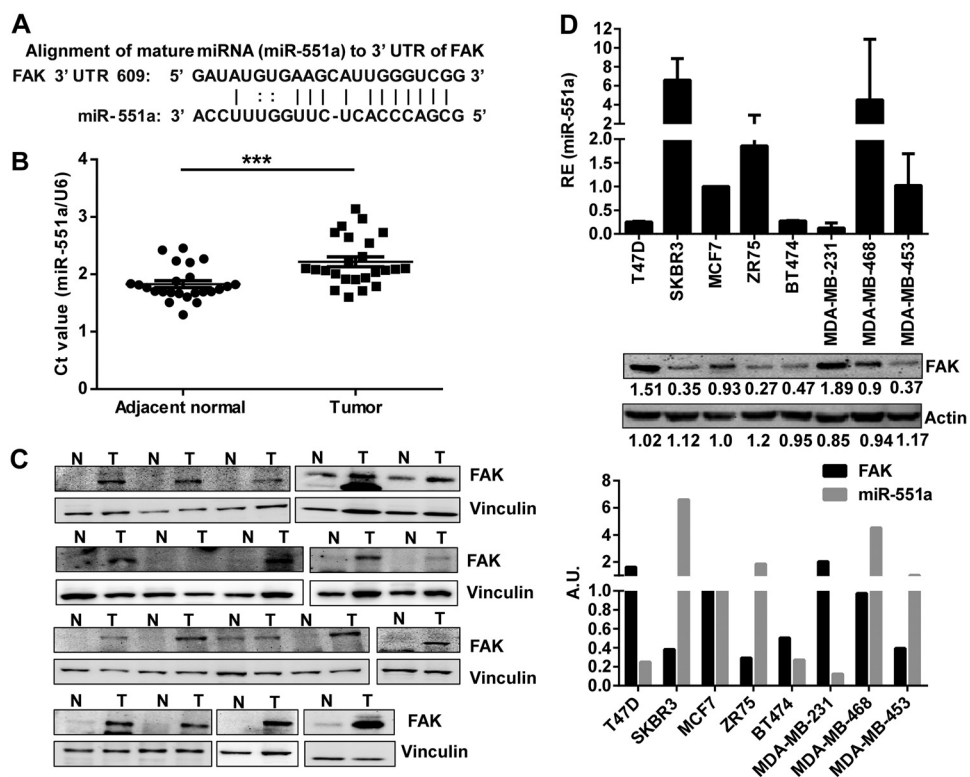 A
Alignment of mature miRNA (miR-551a) to 3' UTR of FAK
FAK 3' UTR 609: 5' GAUAUGUGAAGCAUUGGGUCGG 3'
miR-551a: 3' ACCUUUGGUUC-UCACCCAGCG 5'
B
Ct value (miR-551a/U6)
4
3
2
1
0
***
Adjacent normal
Tumor
C
N T N T N T N T N T
FAK
Vinculin
N T N T N T N T N T
FAK
Vinculin
N T N T N T N T N T
FAK
Vinculin
N T N T N T N T
FAK
Vinculin
D
RE (miR-551a)
12
10
8
6
4
2
2.0
1.5
1.0
0.5
0.0
T47D
SKBR3
MCF7
ZR75
BT474
MDA-MB-231
MDA-MB-468
MDA-MB-453
FAK
1.51 0.35 0.93 0.27 0.47 1.89 0.9 0.37
Actin
1.02 1.12 1.0 1.2 0.95 0.85 0.94 1.17
FAK
miR-551a
A.U.
8
6
4
2
1.0
0.8
0.6
0.4
0.2
0.0
T47D
SKBR3
MCF7
ZR75
BT474
MDA-MB-231
MDA-MB-468
MDA-MB-453